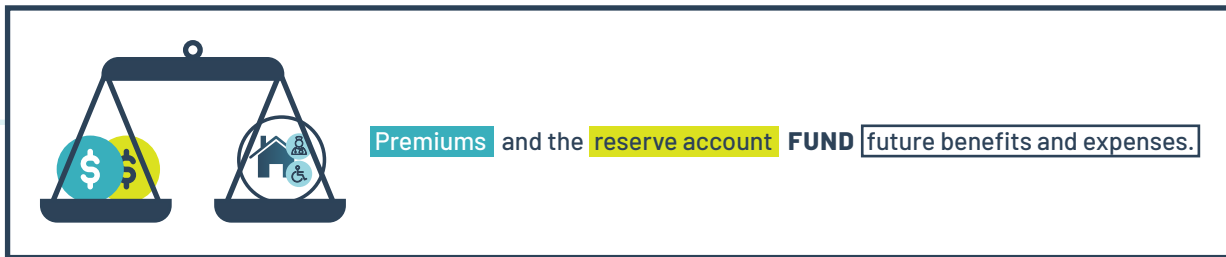 $ $
Premiums and the reserve account FUND future benefits and expenses.